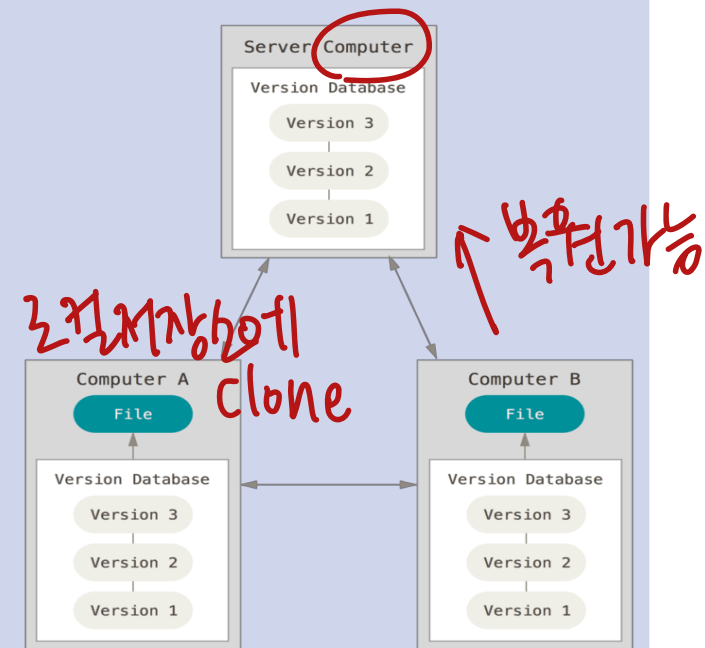 Server Computer
Version Database
Version 3
Version 2
Version 1
복원가능
로컬저장소에
clone
Computer A
File
Version Database
Version 3
Version 2
Version 1
Computer B
File
Version Database
Version 3
Version 2
Version 1